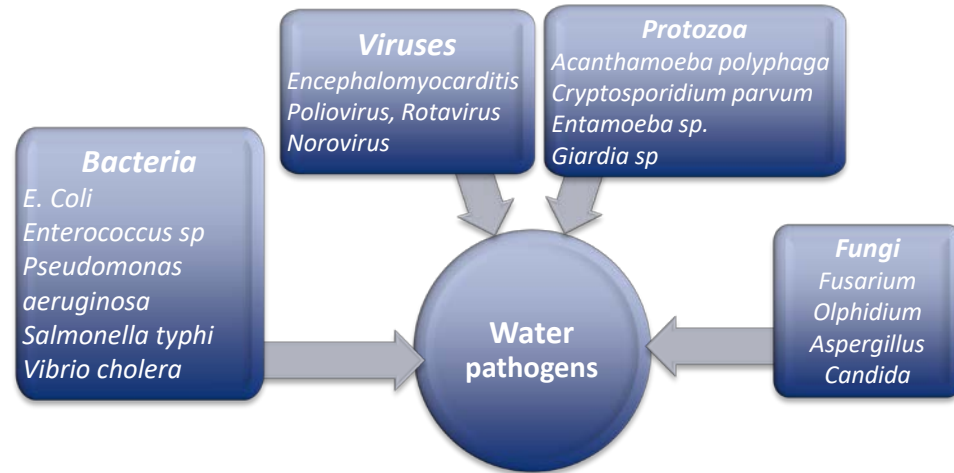 Bacteria
E. Coli
Enterococcus sp
Pseudomonas
aeruginosa
Salmonella typhi
Vibrio cholera
Viruses
Encephalomyocarditis
Poliovirus, Rotavirus
Norovirus
Protozoa
Acanthamoeba polyphaga
Cryptosporidium parvum
Entamoeba sp.
Giardia sp
Fungi
Fusarium
Olphidium
Aspergillus
Candida
Water
pathogens